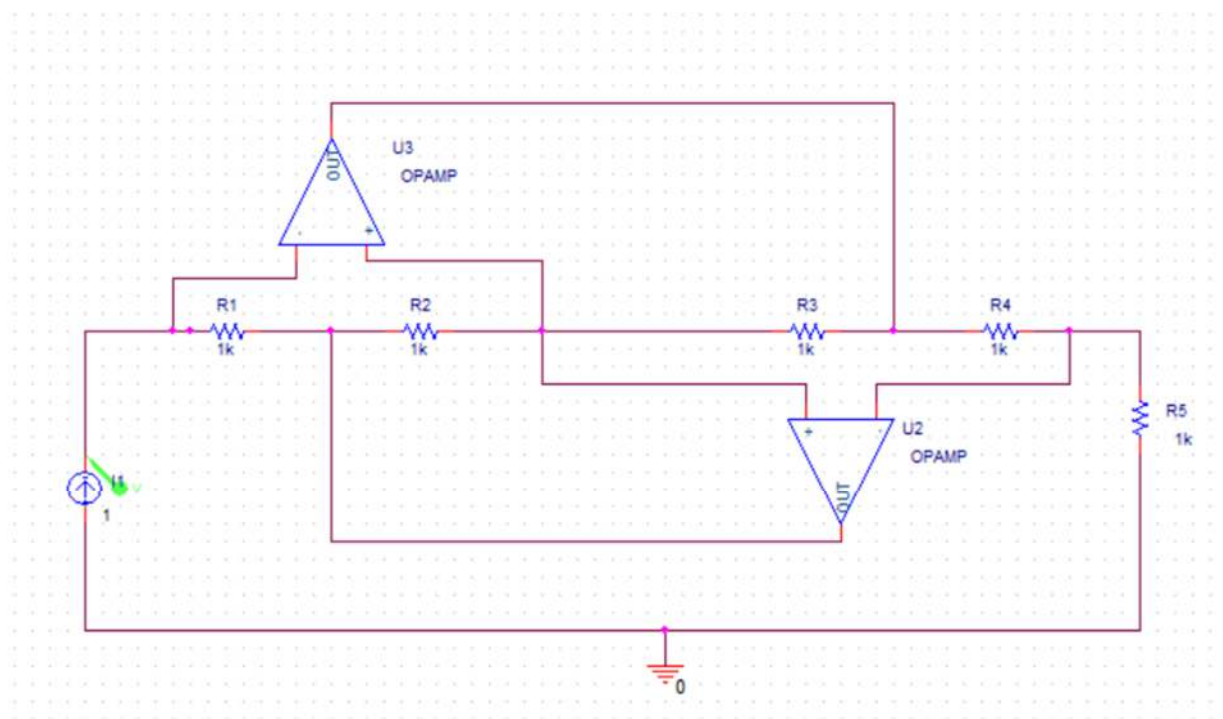 U3
OPAMP
OUT
- +
R1
1k
R2
1k
R3
1k
R4
1k
R5
1k
+ -
U2
OPAMP
OUT
I1
V
1
0